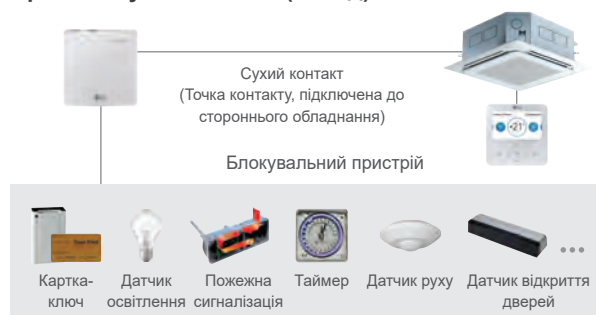 Сухий контакт
(Точка контакту, підключена до
стороннього обладнання)
Блокувальний пристрій
Картка-
ключ
Датчик
освітлення
Пожежна
сигналізація
Таймер
Датчик руху
Датчик відкриття
дверей